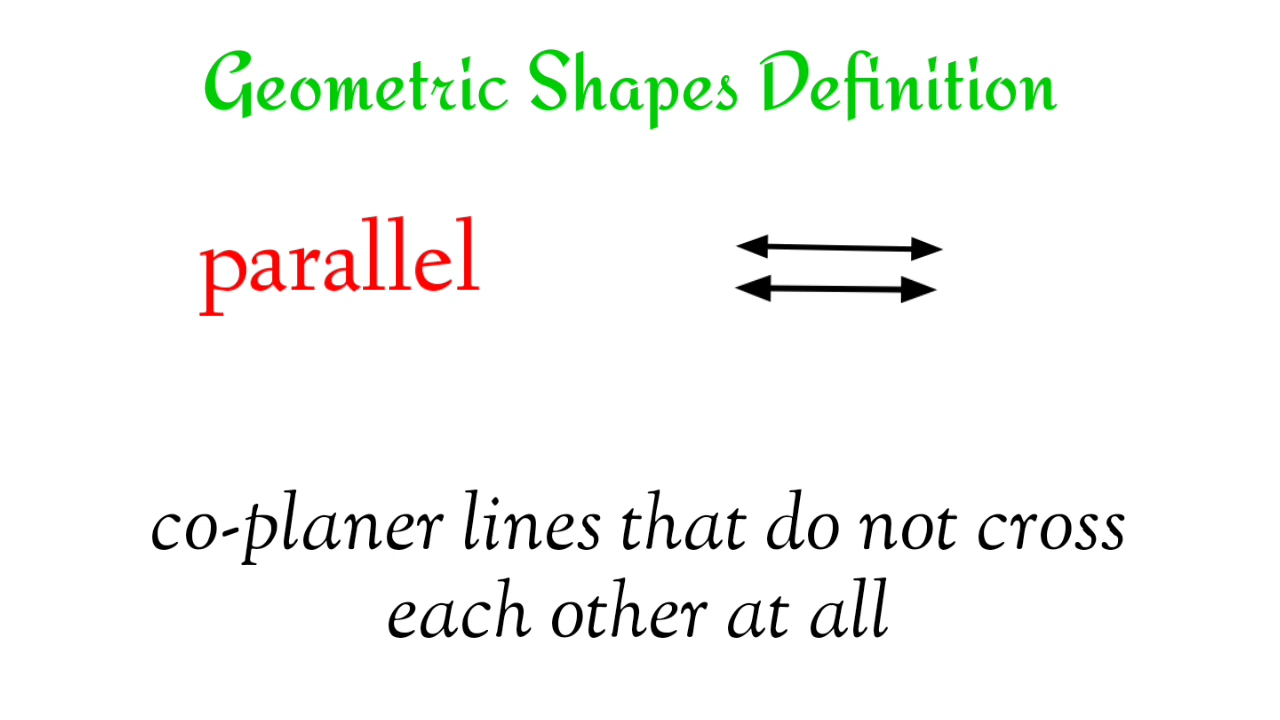 Geometric Shapes Definition
parallel
co-planer lines that do not cross
each other at all